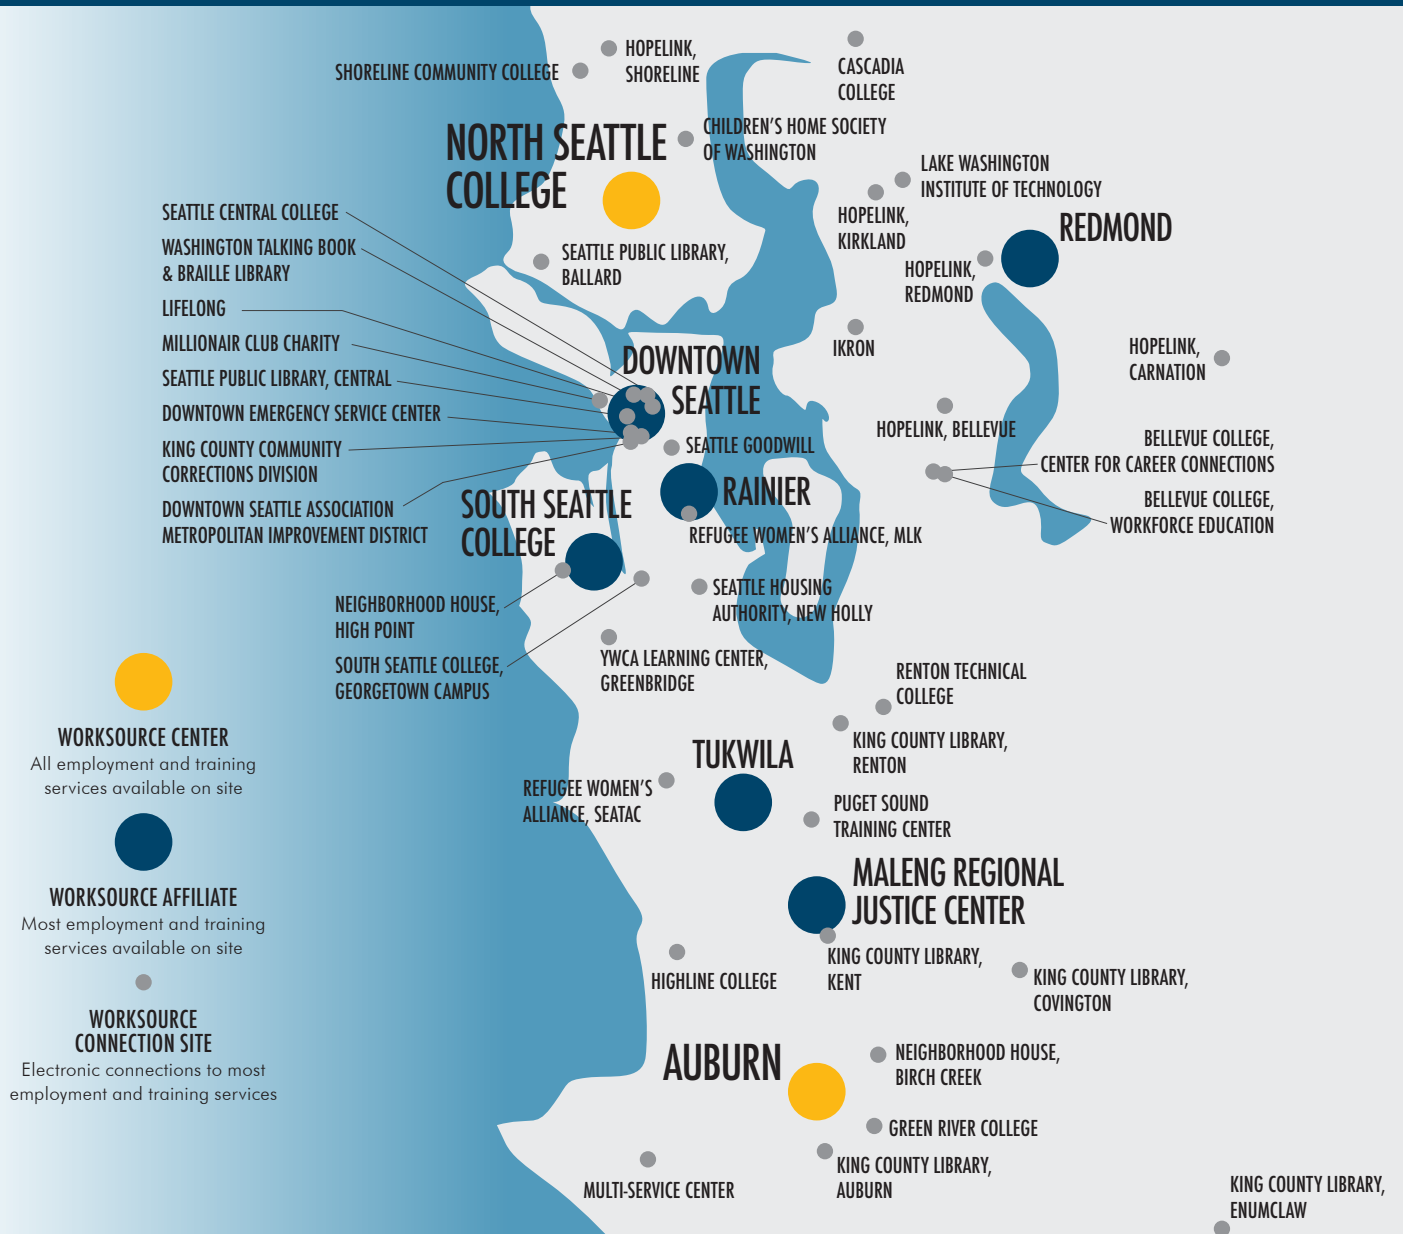 SHORELINE COMMUNITY COLLEGE
HOPELINK,
SHORELINE
CASCADIA
COLLEGE
CHILDREN'S HOME SOCIETY
OF WASHINGTON
NORTH SEATTLE
COLLEGE
LAKE WASHINGTON
INSTITUTE OF TECHNOLOGY
HOPELINK,
KIRKLAND
REDMOND
HOPELINK,
REDMOND
SEATTLE PUBLIC LIBRARY,
BALLARD
SEATTLE CENTRAL COLLEGE
WASHINGTON TALKING BOOK
& BRAILLE LIBRARY
LIFELONG
MILLIONAIR CLUB CHARITY
SEATTLE PUBLIC LIBRARY, CENTRAL
DOWNTOWN EMERGENCY SERVICE CENTER
KING COUNTY COMMUNITY
CORRECTIONS DIVISION
DOWNTOWN SEATTLE ASSOCIATION
METROPOLITAN IMPROVEMENT DISTRICT
DOWNTOWN
SEATTLE
IKRON
HOPELINK,
CARNATION
HOPELINK, BELLEVUE
SEATTLE GOODWILL
BELLEVUE COLLEGE,
CENTER FOR CAREER CONNECTIONS
BELLEVUE COLLEGE,
WORKFORCE EDUCATION
RAINIER
REFUGEE WOMEN'S ALLIANCE, MLK
SOUTH SEATTLE
COLLEGE
NEIGHBORHOOD HOUSE,
HIGH POINT
SEATTLE HOUSING
AUTHORITY, NEW HOLLY
SOUTH SEATTLE COLLEGE,
GEORGETOWN CAMPUS
YWCA LEARNING CENTER,
GREENBRIDGE
RENTON TECHNICAL
COLLEGE
KING COUNTY LIBRARY,
RENTON
TUKWILA
REFUGEE WOMEN'S
ALLIANCE, SEATAC
PUGET SOUND
TRAINING CENTER
MALENG REGIONAL
JUSTICE CENTER
KING COUNTY LIBRARY,
KENT
HIGHLINE COLLEGE
KING COUNTY LIBRARY,
COVINGTON
AUBURN
NEIGHBORHOOD HOUSE,
BIRCH CREEK
GREEN RIVER COLLEGE
KING COUNTY LIBRARY,
AUBURN
MULTI-SERVICE CENTER
KING COUNTY LIBRARY,
ENUMCLAW
WORKSOURCE CENTER
All employment and training
services available on site
WORKSOURCE AFFILIATE
Most employment and training
services available on site
WORKSOURCE
CONNECTION SITE
Electronic connections to most
employment and training services